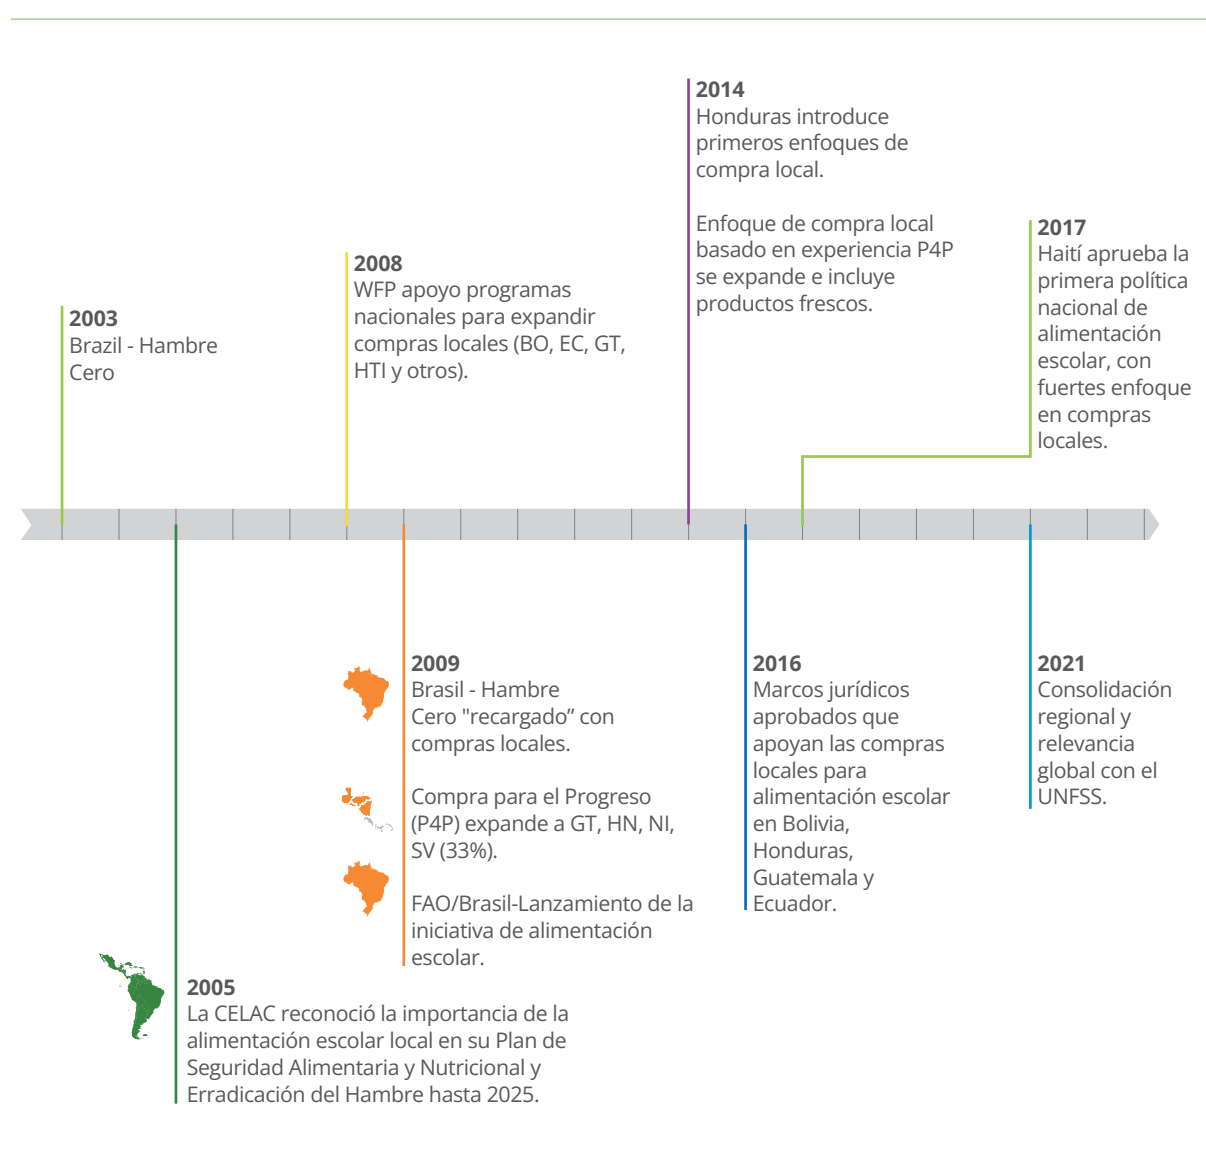 2003
Brazil - Hambre
Cero
2008
WFP apoyo programas
nacionales para expandir
compras locales (BO, EC, GT,
HTI y otros).
2014
Honduras introduce
primeros enfoques de
compra local.
Enfoque de compra local
basado en experiencia P4P
se expande e incluye
productos frescos.
2017
Haití aprueba la
primera política
nacional de
alimentación
escolar, con
fuertes enfoque
en compras
locales.
2005
La CELAC reconoció la importancia de la
alimentación escolar local en su Plan de
Seguridad Alimentaria y Nutricional y
Erradicación del Hambre hasta 2025.
2009
Brasil - Hambre
Cero "recargado” con
compras locales.
Compra para el Progreso
(P4P) expande a GT, HN, NI,
SV (33%).
FAO/Brasil-Lanzamiento de la
iniciativa de alimentación
escolar.
2016
Marcos jurídicos
aprobados que
apoyan las compras
locales para
alimentación escolar
en Bolivia,
Honduras,
Guatemala y
Ecuador.
2021
Consolidación
regional y
relevancia
global con el
UNFSS.